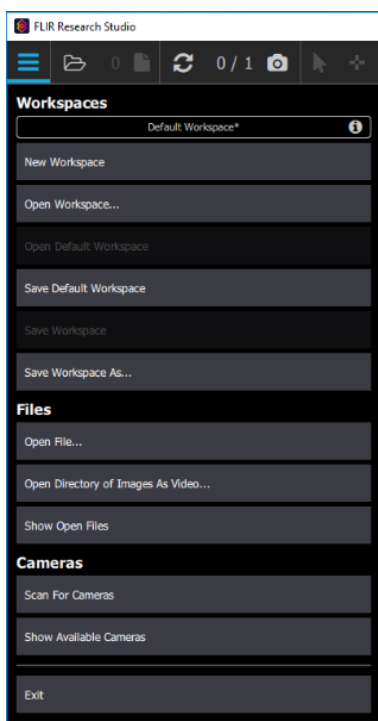 FLIR Research Studio
0 0 / 1
Workspaces
Default Workspace*
New Workspace
Open Workspace...
Open Default Workspace
Save Default Workspace
Save Workspace
Save Workspace As...
Files
Open File...
Open Directory of Images As Video...
Show Open Files
Cameras
Scan For Cameras
Show Available Cameras
Exit